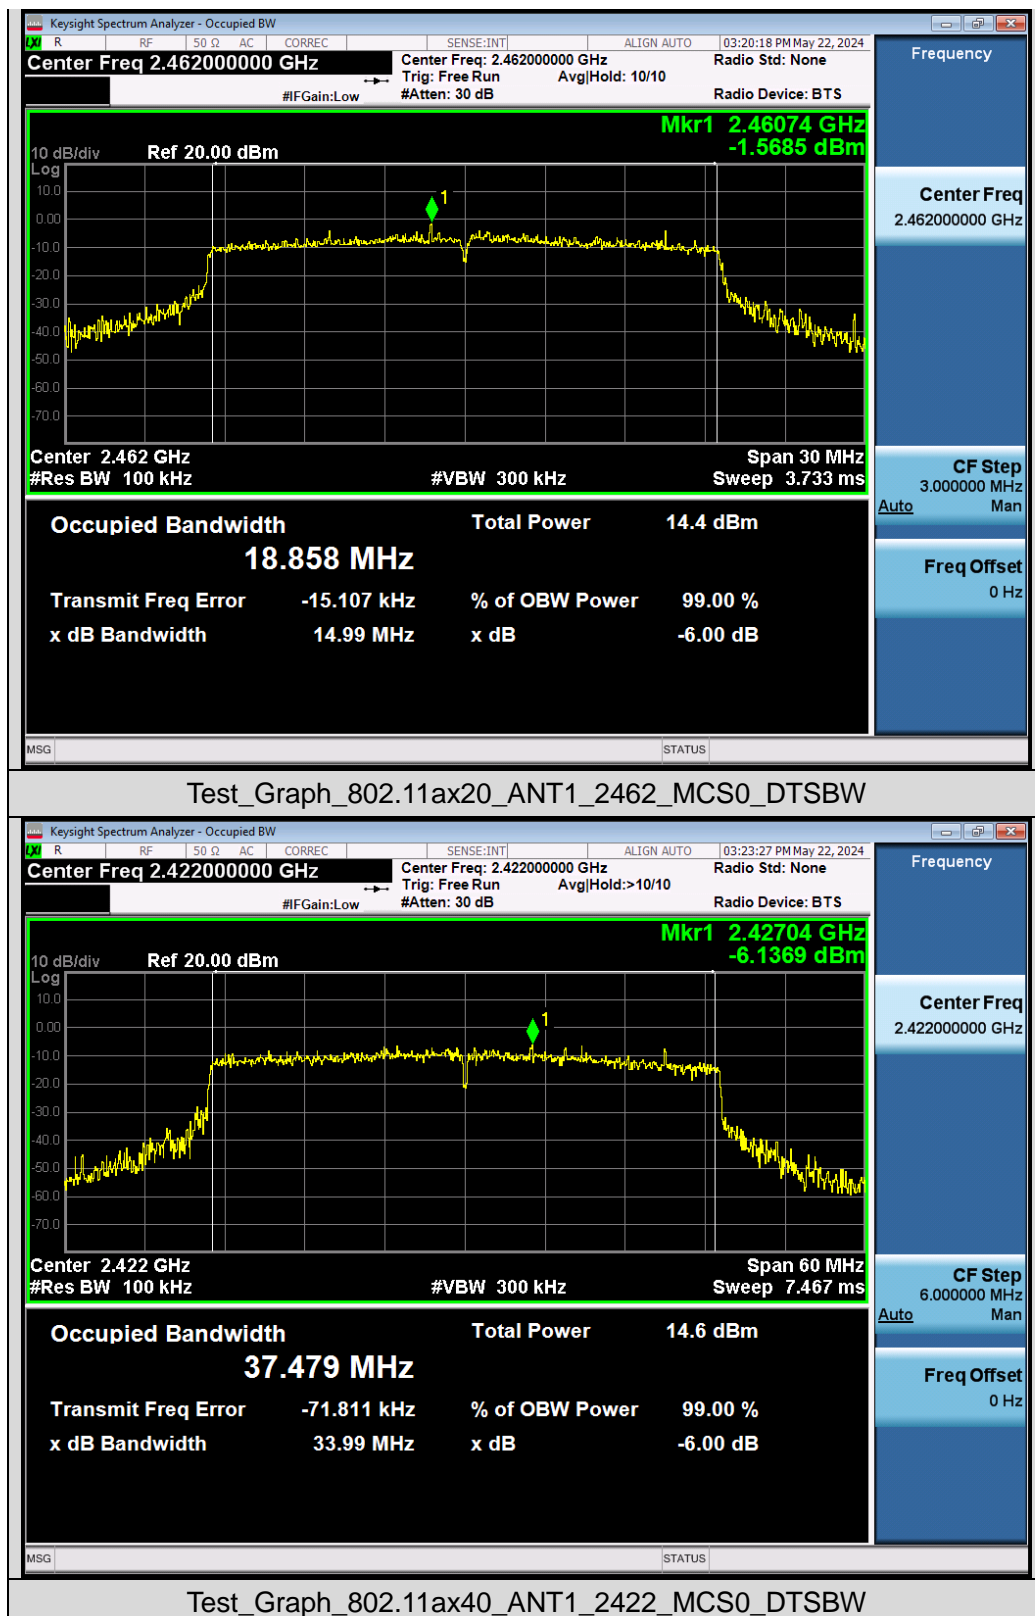 Keysight Spectrum Analyzer - Occupied BW
LXI R RF 50 Ω AC CORREC SENSE:INT ALIGN AUTO 03:20:18 PM May 22, 2024
Center Freq 2.462000000 GHz Center Freq: 2.462000000 GHz Radio Std: None Frequency
Trig: Free Run Avg|Hold: 10/10
#IFGain:Low #Atten: 30 dB Radio Device: BTS
Mkr1 2.46074 GHz
10 dB/div Ref 20.00 dBm -1.5685 dBm
Log
10.0
1
0.00
-10.0
-20.0
-30.0
-40.0
-50.0
-60.0
-70.0
Center Freq
2.462000000 GHz
Center 2.462 GHz Span 30 MHz
#Res BW 100 kHz #VBW 300 kHz Sweep 3.733 ms
CF Step
3.000000 MHz
Auto Man
Occupied Bandwidth Total Power 14.4 dBm
18.858 MHz
Freq Offset
0 Hz
Transmit Freq Error -15.107 kHz % of OBW Power 99.00 %
x dB Bandwidth 14.99 MHz x dB -6.00 dB
MSG STATUS
Test_Graph_802.11ax20_ANT1_2462_MCS0_DTSBW
Keysight Spectrum Analyzer - Occupied BW
LXI R RF 50 Ω AC CORREC SENSE:INT ALIGN AUTO 03:23:27 PM May 22, 2024
Center Freq 2.422000000 GHz Center Freq: 2.422000000 GHz Radio Std: None Frequency
Trig: Free Run Avg|Hold:>10/10
#IFGain:Low #Atten: 30 dB Radio Device: BTS
Mkr1 2.42704 GHz
10 dB/div Ref 20.00 dBm -6.1369 dBm
Log
10.0
1
0.00
-10.0
-20.0
-30.0
-40.0
-50.0
-60.0
-70.0
Center Freq
2.422000000 GHz
Center 2.422 GHz Span 60 MHz
#Res BW 100 kHz #VBW 300 kHz Sweep 7.467 ms
CF Step
6.000000 MHz
Auto Man
Occupied Bandwidth Total Power 14.6 dBm
37.479 MHz
Freq Offset
0 Hz
Transmit Freq Error -71.811 kHz % of OBW Power 99.00 %
x dB Bandwidth 33.99 MHz x dB -6.00 dB
MSG STATUS
Test_Graph_802.11ax40_ANT1_2422_MCS0_DTSBW